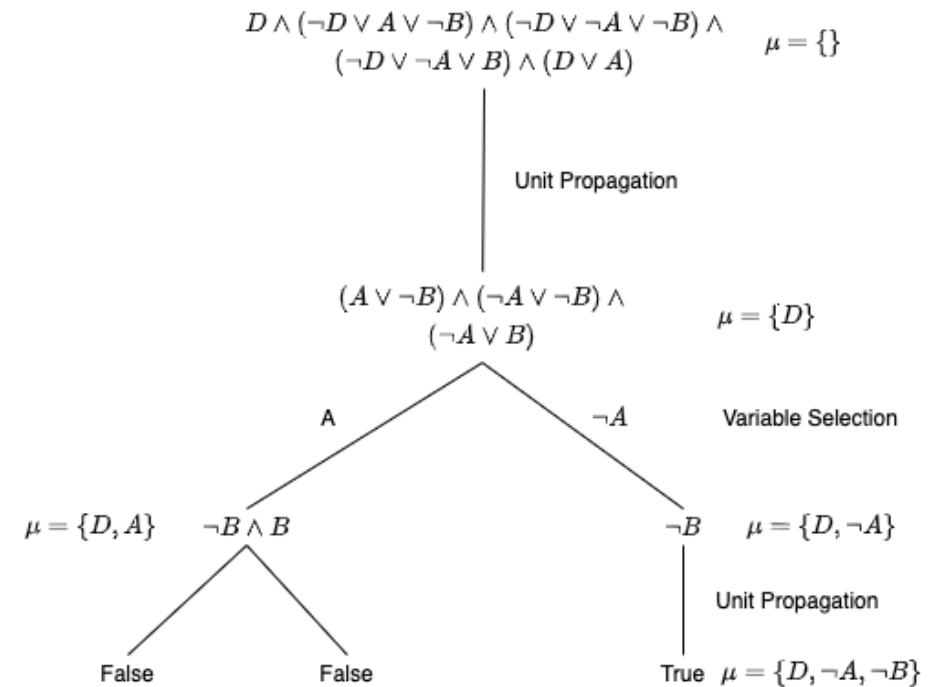 D ∧ (¬D ∨ A ∨ ¬B) ∧ (¬D ∨ ¬A ∨ ¬B) ∧
(¬D ∨ ¬A ∨ B) ∧ (D ∨ A)
μ = {}
Unit Propagation
(A ∨ ¬B) ∧ (¬A ∨ ¬B) ∧
(¬A ∨ B)
μ = {D}
A
¬A
Variable Selection
μ = {D, A}
¬B ∧ B
¬B
μ = {D, ¬A}
Unit Propagation
False
False
True
μ = {D, ¬A, ¬B}